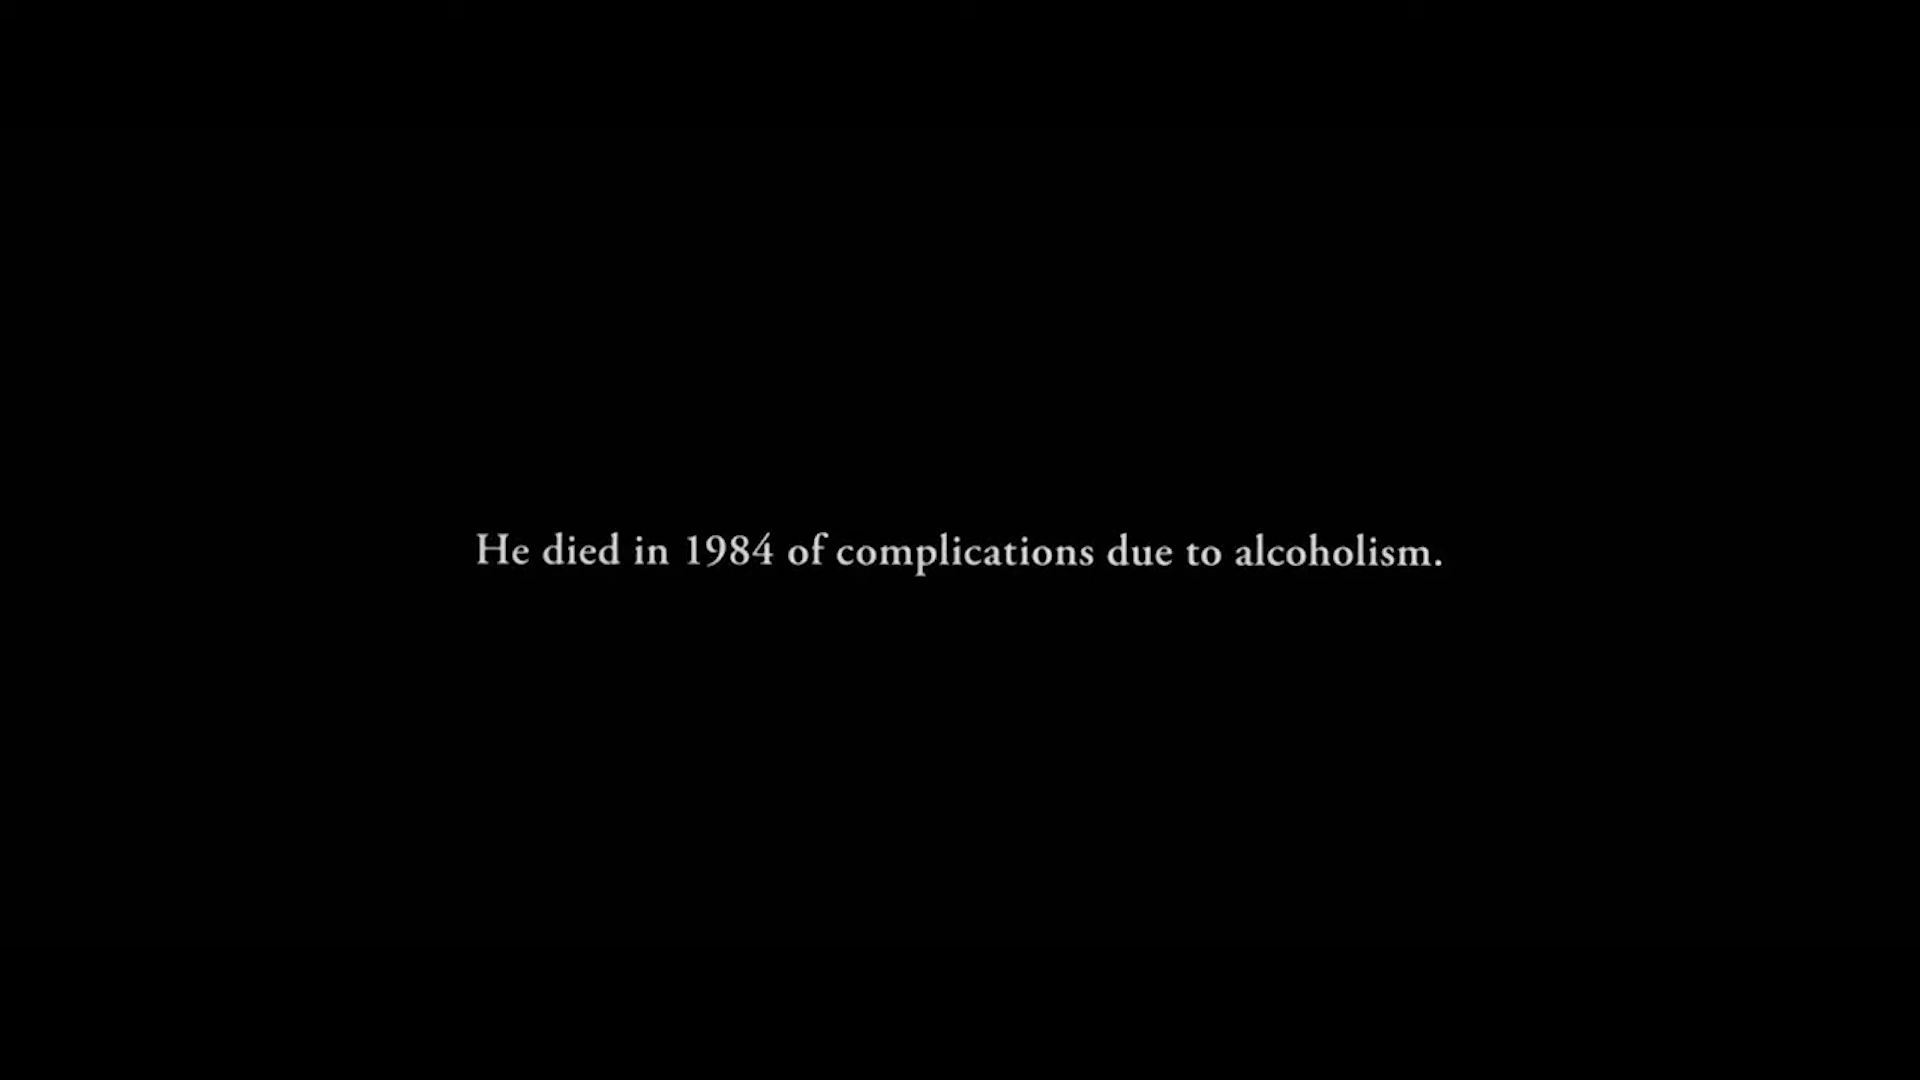 He died in 1984 of complications due to alcoholism.